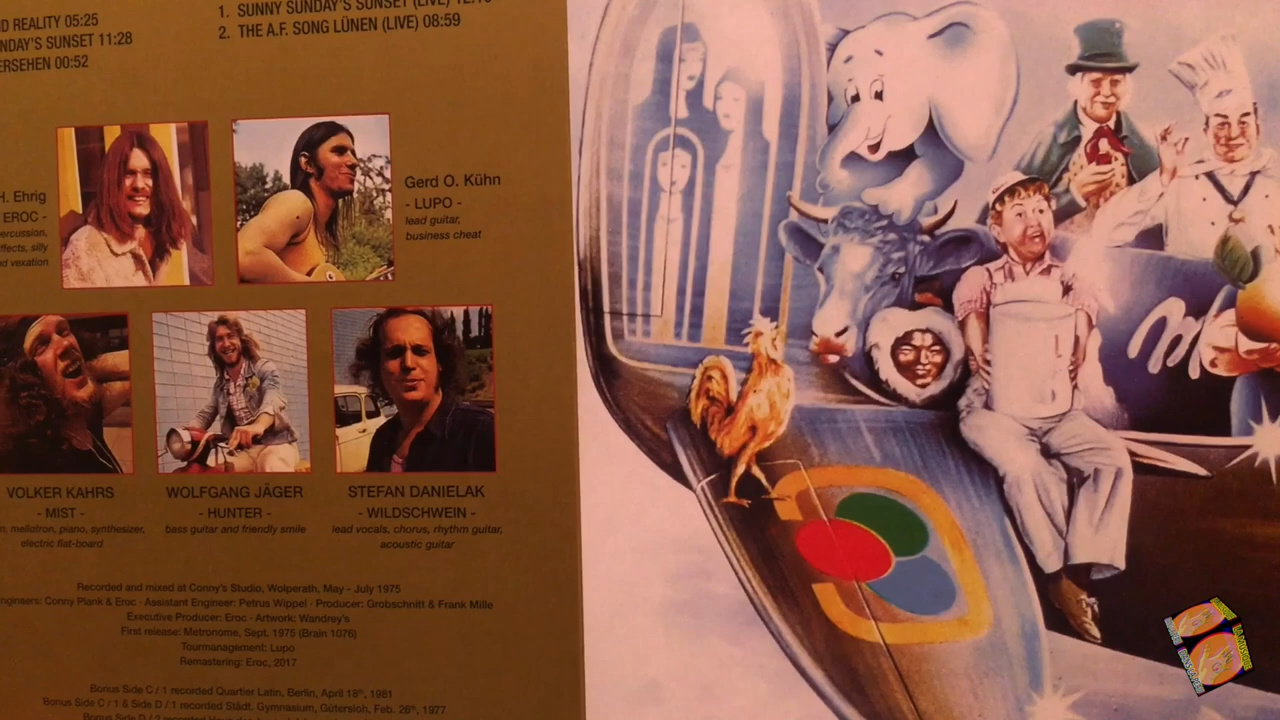 ND REALITY 05:25
NDAY'S SUNSET 11:28
ERSEHEN 00:52
1. SUNNY SUNDAY'S SUNSET (LIVE)
2. THE A.F. SONG LÜNEN (LIVE) 08:59
H. Ehrig
EROC -
ercussion,
ffects, silly
nd vexation
Gerd O. Kühn
- LUPO -
lead guitar,
business cheat
VOLKER KAHRS
- MIST -
n, mellotron, piano, synthesizer,
electric flat-board
WOLFGANG JÄGER
- HUNTER -
bass guitar and friendly smile
STEFAN DANIELAK
- WILDSCHWEIN -
lead vocals, chorus, rhythm guitar,
acoustic guitar
Recorded and mixed at Conny's Studio, Wolperath, May - July 1975
ngineers: Conny Plank & Eroc · Assistant Engineer: Petrus Wippel · Producer: Grobschnitt & Frank Mille
Executive Producer: Eroc · Artwork: Wandrey's
First release: Metronome, Sept. 1975 (Brain 1076)
Tourmanagement: Lupo
Remastering: Eroc, 2017
Bonus Side C / 1 recorded Quartier Latin, Berlin, April 18th, 1981
Bonus Side C / 1 & Side D / 1 recorded Städt. Gymnasium, Gütersloh, Feb. 26th, 1977